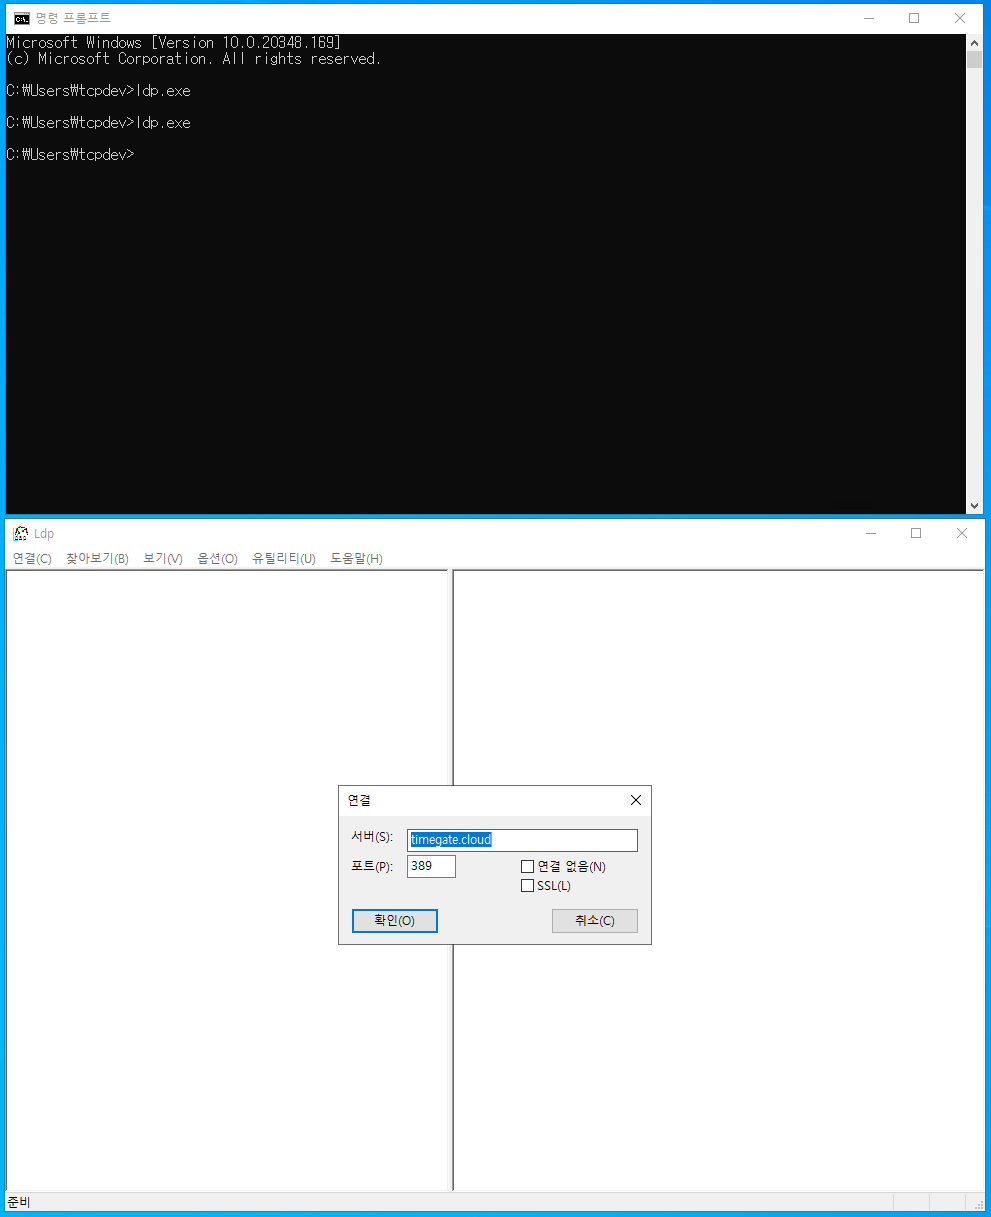 명령 프롬프트
Microsoft Windows [Version 10.0.20348.169]
(c) Microsoft Corporation. All rights reserved.
C:₩Users₩tcpdev>ldp.exe
C:₩Users₩tcpdev>ldp.exe
C:₩Users₩tcpdev>
Ldp
연결(C) 찾아보기(B) 보기(V) 옵션(O) 유틸리티(U) 도움말(H)
연결
서버(S): timegate.cloud
포트(P): 389 연결 없음(N)
SSL(L)
확인(O) 취소(C)
준비